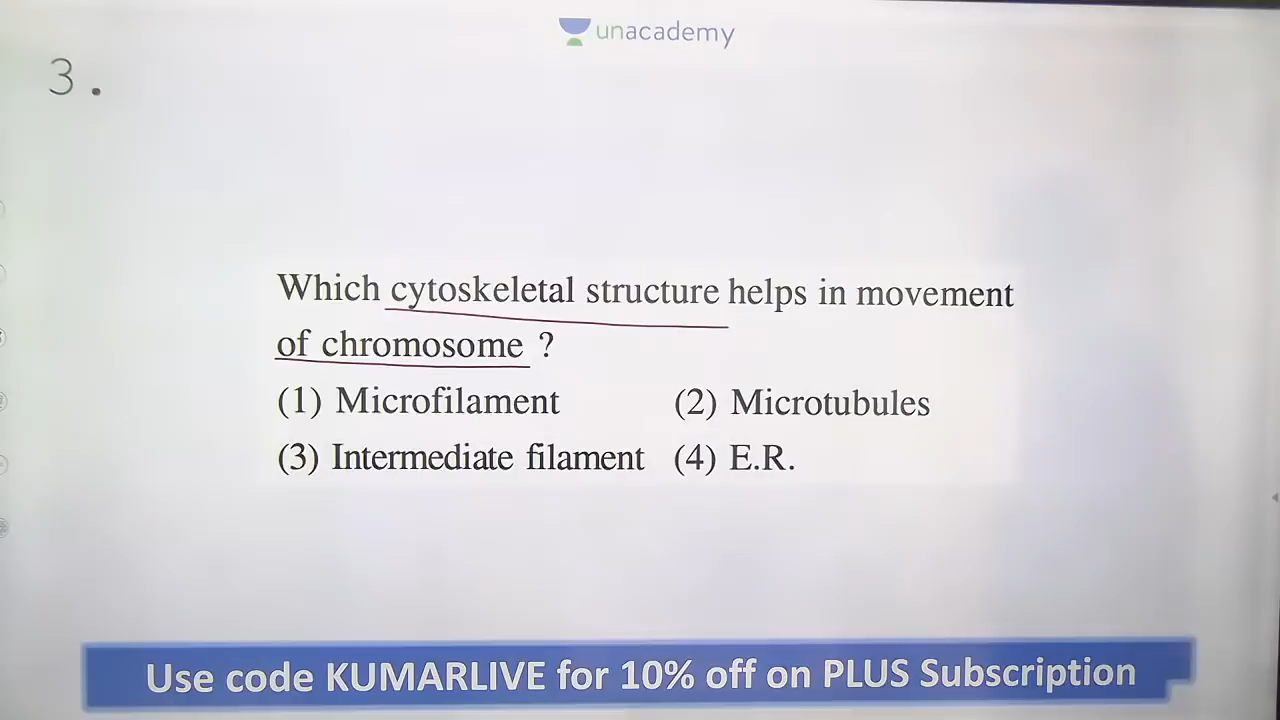 unacademy
3.
Which cytoskeletal structure helps in movement
of chromosome ?
(1) Microfilament (2) Microtubules
(3) Intermediate filament (4) E.R.
Use code KUMARLIVE for 10% off on PLUS Subscription